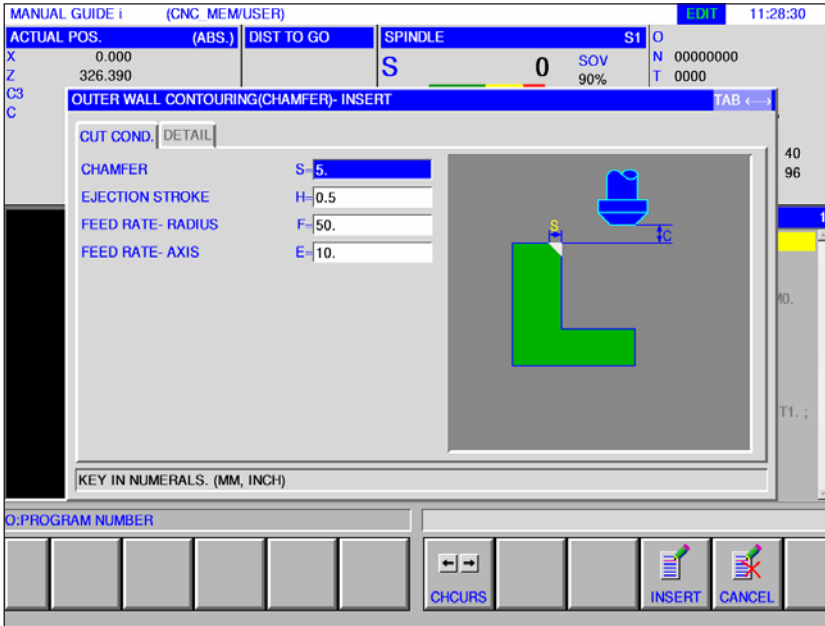 MANUAL GUIDE i (CNC_MEM/USER) EDIT 11:28:30
ACTUAL POS. (ABS.) DIST TO GO SPINDLE S1 O
X 0.000 N 00000000
Z 326.390 S 0 SOV 90% T 0000
C3
C
OUTER WALL CONTOURING(CHAMFER)- INSERT TAB ←→
CUT COND. DETAIL
40
96
CHAMFER S=5.
EJECTION STROKE H=0.5
FEED RATE- RADIUS F=50.
FEED RATE- AXIS E=10.
S
C
1
M0.
T1. ;
KEY IN NUMERALS. (MM, INCH)
O:PROGRAM NUMBER
CHCURS INSERT CANCEL